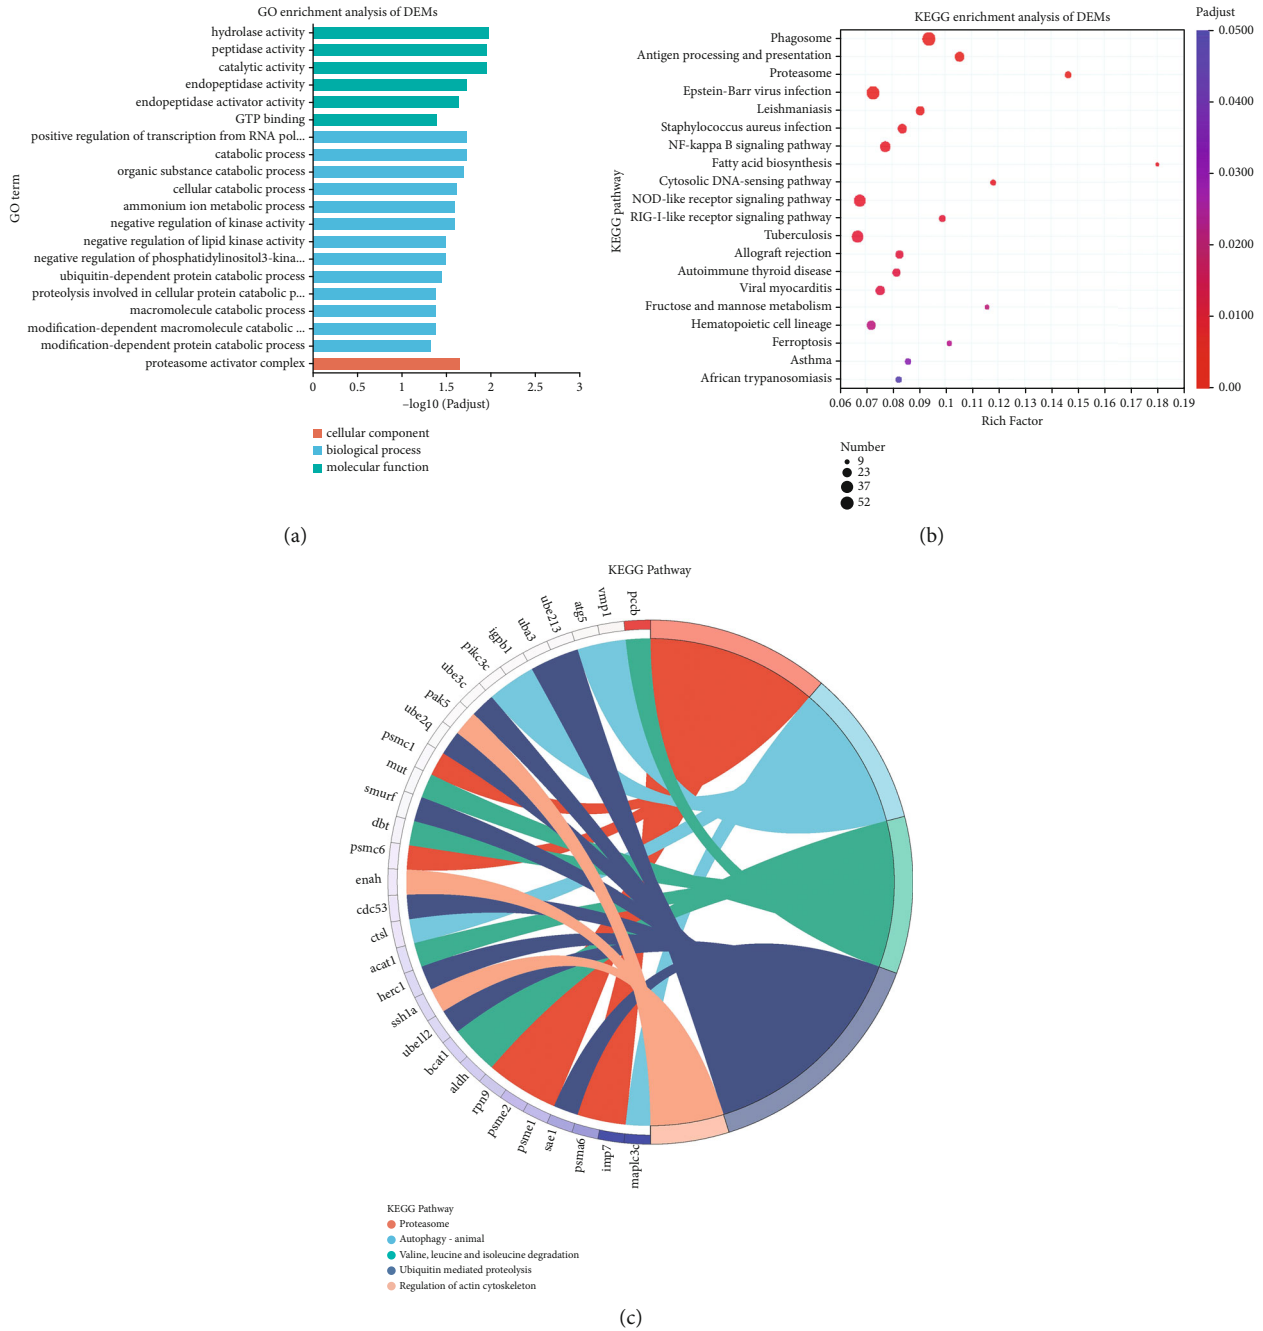 GO enrichment analysis of DEMs
GO term
hydrolase activity
peptidase activity
catalytic activity
endopeptidase activity
endopeptidase activator activity
GTP binding
positive regulation of transcription from RNA pol...
catabolic process
organic substance catabolic process
cellular catabolic process
ammonium ion metabolic process
negative regulation of kinase activity
negative regulation of lipid kinase activity
negative regulation of phosphatidylinositol3-kina...
ubiquitin-dependent protein catabolic process
proteolysis involved in cellular protein catabolic p...
macromolecule catabolic process
modification-dependent macromolecule catabolic ...
modification-dependent protein catabolic process
proteasome activator complex
0 0.5 1 1.5 2 2.5 3
−log10 (Padjust)
cellular component
biological process
molecular function
(a)
KEGG enrichment analysis of DEMs
KEGG pathway
Phagosome
Antigen processing and presentation
Proteasome
Epstein-Barr virus infection
Leishmaniasis
Staphylococcus aureus infection
NF-kappa B signaling pathway
Fatty acid biosynthesis
Cytosolic DNA-sensing pathway
NOD-like receptor signaling pathway
RIG-I-like receptor signaling pathway
Tuberculosis
Allograft rejection
Autoimmune thyroid disease
Viral myocarditis
Fructose and mannose metabolism
Hematopoietic cell lineage
Ferroptosis
Asthma
African trypanosomiasis
0.06 0.07 0.08 0.09 0.1 0.11 0.12 0.13 0.14 0.15 0.16 0.17 0.18 0.19
Rich Factor
Padjust
0.0500
0.0400
0.0300
0.0200
0.0100
0.00
Number
9
23
37
52
(b)
KEGG Pathway
pccb
vmp1
atg5
ube213
uba3
igpb1
pikc3c
ube3c
pak5
ube2q
psmc1
mut
smurf
dbt
psmc6
enah
cdc53
ctsl
acat1
herc1
ssh1a
ube1l2
bcat1
aldh
rpn9
psme2
psme1
sae1
psma6
imp7
maplc3c
KEGG Pathway
Proteasome
Autophagy - animal
Valine, leucine and isoleucine degradation
Ubiquitin mediated proteolysis
Regulation of actin cytoskeleton
(c)